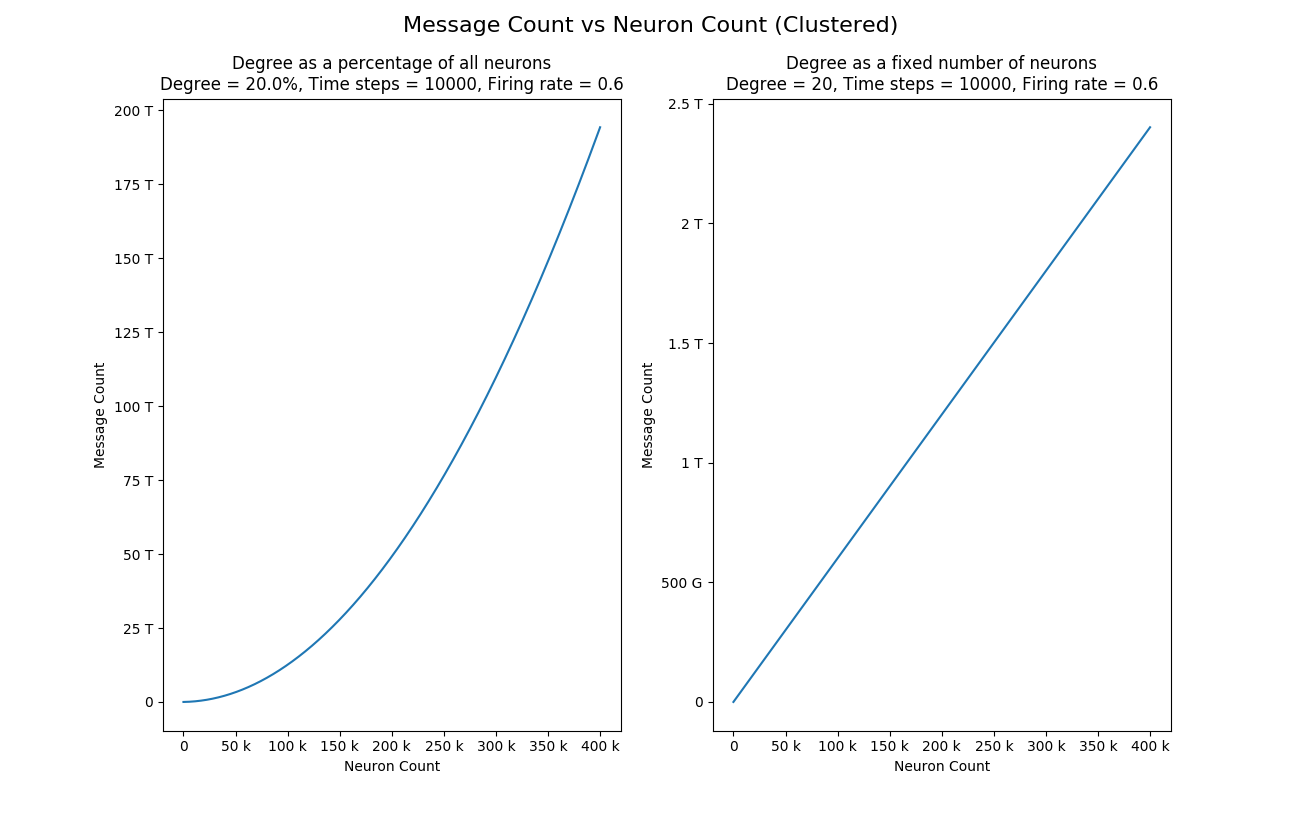 Message Count vs Neuron Count (Clustered)
Degree as a percentage of all neurons
Degree = 20.0%, Time steps = 10000, Firing rate = 0.6
200 T
175 T
150 T
125 T
100 T
75 T
50 T
25 T
0
Message Count
0 50 k 100 k 150 k 200 k 250 k 300 k 350 k 400 k
Neuron Count
Degree as a fixed number of neurons
Degree = 20, Time steps = 10000, Firing rate = 0.6
2.5 T
2 T
1.5 T
1 T
500 G
0
Message Count
0 50 k 100 k 150 k 200 k 250 k 300 k 350 k 400 k
Neuron Count